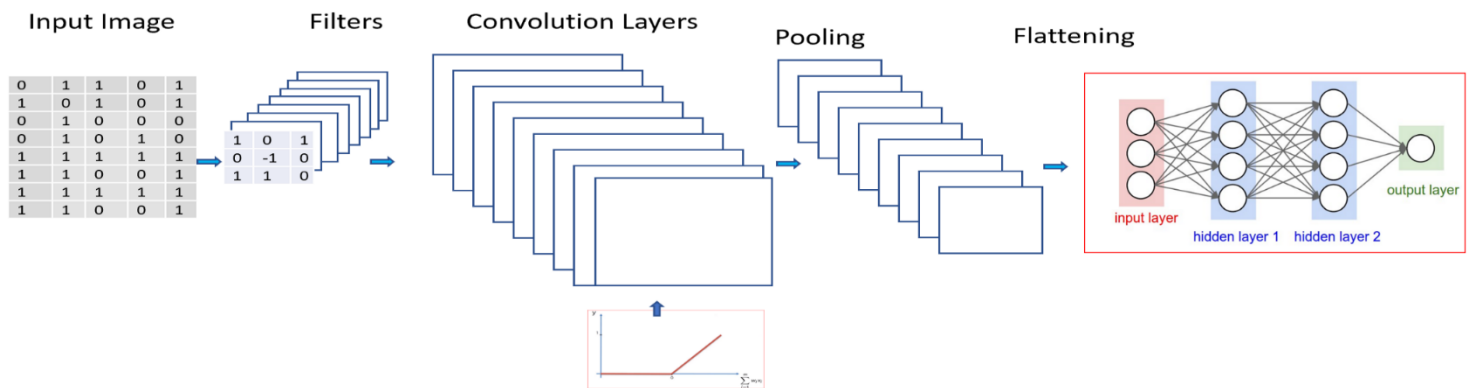 Input Image
Filters
Convolution Layers
Pooling
Flattening
0 1 1 0 1
1 0 1 0 1
0 1 0 0 0
0 1 0 1 0
1 1 1 1 1
1 1 0 0 1
1 1 1 1 1
1 1 0 0 1
1 0 1
0 -1 0
1 1 0
input layer
hidden layer 1
hidden layer 2
output layer